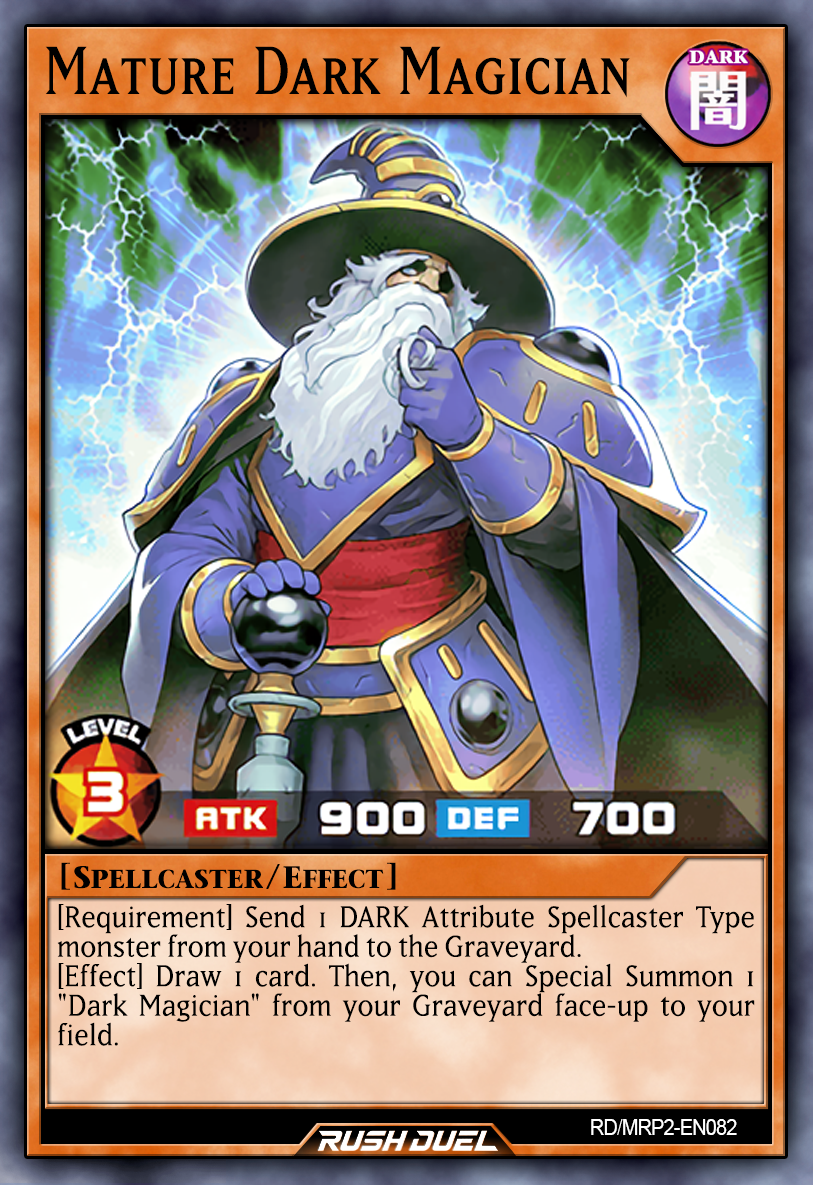 Mature Dark Magician
DARK
闇
LEVEL
3
ATK 900 DEF 700
[Spellcaster/Effect]
[Requirement] Send 1 DARK Attribute Spellcaster Type
monster from your hand to the Graveyard.
[Effect] Draw 1 card. Then, you can Special Summon 1
"Dark Magician" from your Graveyard face-up to your
field.
RD/MRP2-EN082
RUSH DUEL